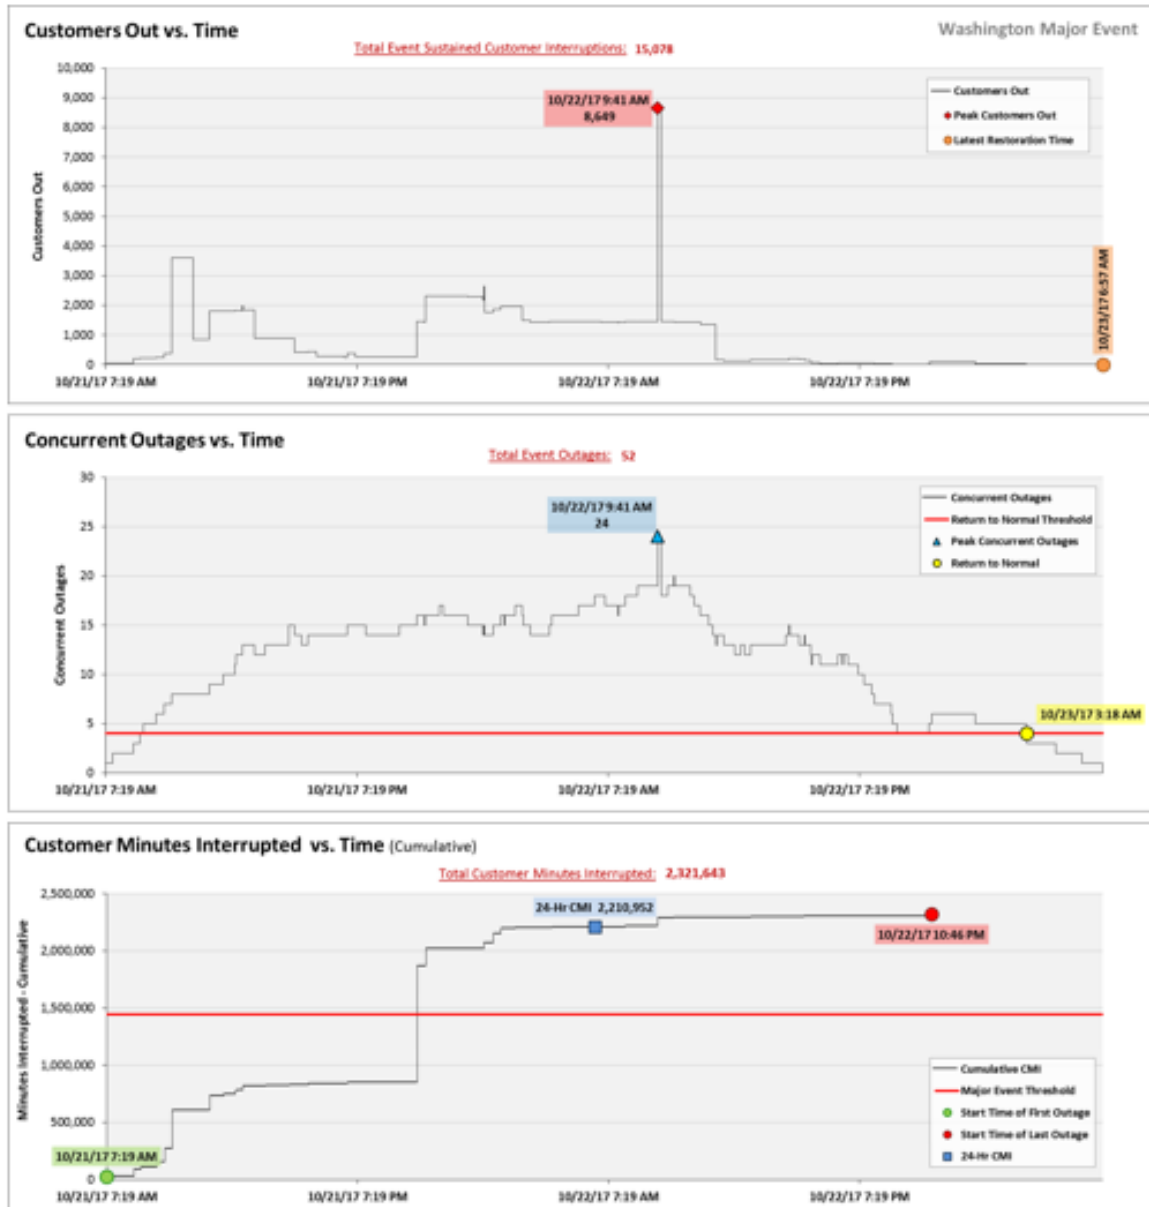 Customers Out vs. Time
Washington Major Event
Total Event Sustained Customer Interruptions: 15,078
10,000
9,000
8,000
7,000
6,000
5,000
4,000
3,000
2,000
1,000
0
Customers Out
10/22/17 9:41 AM
8,649
Customers Out
Peak Customers Out
Latest Restoration Time
10/23/17 6:57 AM
10/21/17 7:19 AM
10/21/17 7:19 PM
10/22/17 7:19 AM
10/22/17 7:19 PM
Concurrent Outages vs. Time
Total Event Outages: 52
30
25
20
15
10
5
0
Concurrent Outages
10/22/17 9:41 AM
24
Concurrent Outages
Return to Normal Threshold
Peak Concurrent Outages
Return to Normal
10/23/17 3:18 AM
10/21/17 7:19 AM
10/21/17 7:19 PM
10/22/17 7:19 AM
10/22/17 7:19 PM
Customer Minutes Interrupted vs. Time (Cumulative)
Total Customer Minutes Interrupted: 2,321,643
2,500,000
2,000,000
1,500,000
1,000,000
500,000
0
Minutes Interrupted - Cumulative
24-Hr CMI 2,210,952
10/22/17 10:46 PM
Cumulative CMI
Major Event Threshold
Start Time of First Outage
Start Time of Last Outage
24-Hr CMI
10/21/17 7:19 AM
10/21/17 7:19 AM
10/21/17 7:19 PM
10/22/17 7:19 AM
10/22/17 7:19 PM